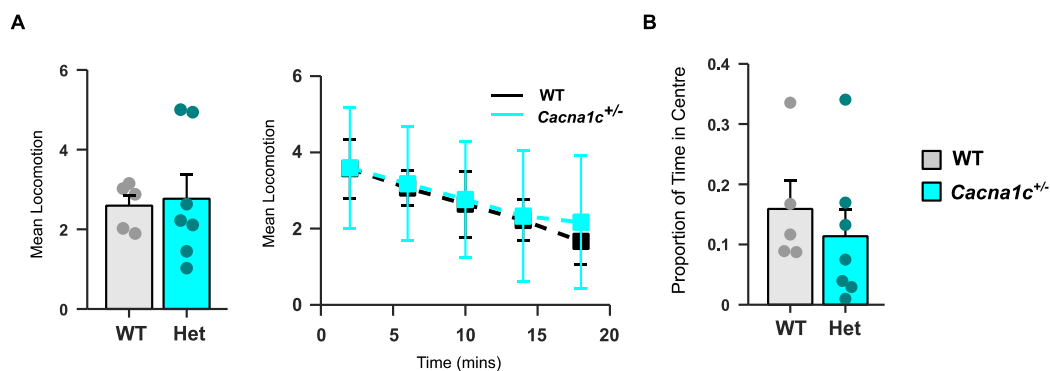 A
Mean Locomotion
6
4
2
0
WT
Het
Mean Locomotion
6
4
2
0
0
5
10
15
20
Time (mins)
WT
Cacna1c+/-
B
Proportion of Time in Centre
0.4
0.3
0.2
0.1
0
WT
Het
WT
Cacna1c+/-